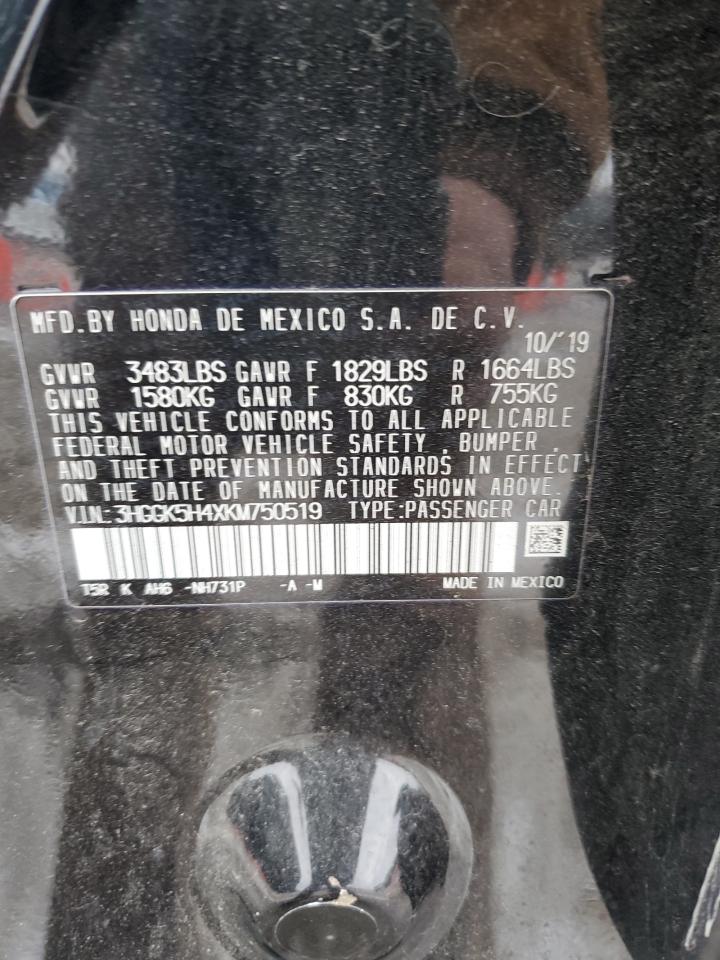 MFD.BY HONDA DE MEXICO S.A. DE C.V.
10/"19
GVWR 3483LBS GAWR F 1829LBS R 1664LBS
GVWR 1580KG GAWR F 830KG R 755KG
THIS VEHICLE CONFORMS TO ALL APPLICABLE
FEDERAL MOTOR VEHICLE SAFETY , BUMPER ,
AND THEFT PREVENTION STANDARDS IN EFFECT
ON THE DATE OF MANUFACTURE SHOWN ABOVE.
V.I.N.:3HGGK5H4XKM750519 TYPE:PASSENGER CAR
T5R K AH6 -NH731P -A -M MADE IN MEXICO